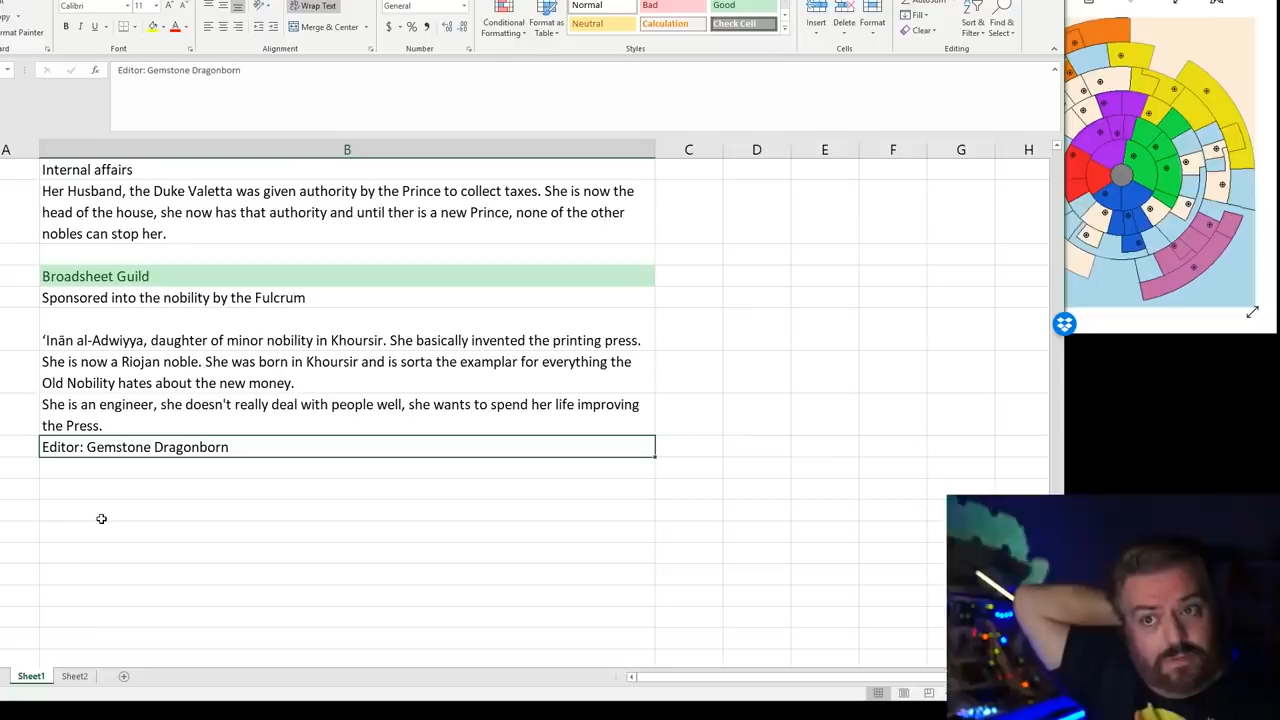 Calibri
11
Wrap Text
General
Normal
Bad
Good
Format Painter
B I U
Merge & Center
$ % ,
Conditional
Formatting
Format as
Table
Neutral
Calculation
Check Cell
Insert
Delete
Format
Fill
Clear
Sort &
Filter
Find &
Select
Font
Alignment
Number
Styles
Cells
Editing
fx
Editor: Gemstone Dragonborn
A B C D E F G H
Internal affairs
Her Husband, the Duke Valetta was given authority by the Prince to collect taxes. She is now the
head of the house, she now has that authority and until ther is a new Prince, none of the other
nobles can stop her.
Broadsheet Guild
Sponsored into the nobility by the Fulcrum
‘Inān al-Adwiyya, daughter of minor nobility in Khoursir. She basically invented the printing press.
She is now a Riojan noble. She was born in Khoursir and is sorta the examplar for everything the
Old Nobility hates about the new money.
She is an engineer, she doesn't really deal with people well, she wants to spend her life improving
the Press.
Editor: Gemstone Dragonborn
Sheet1
Sheet2